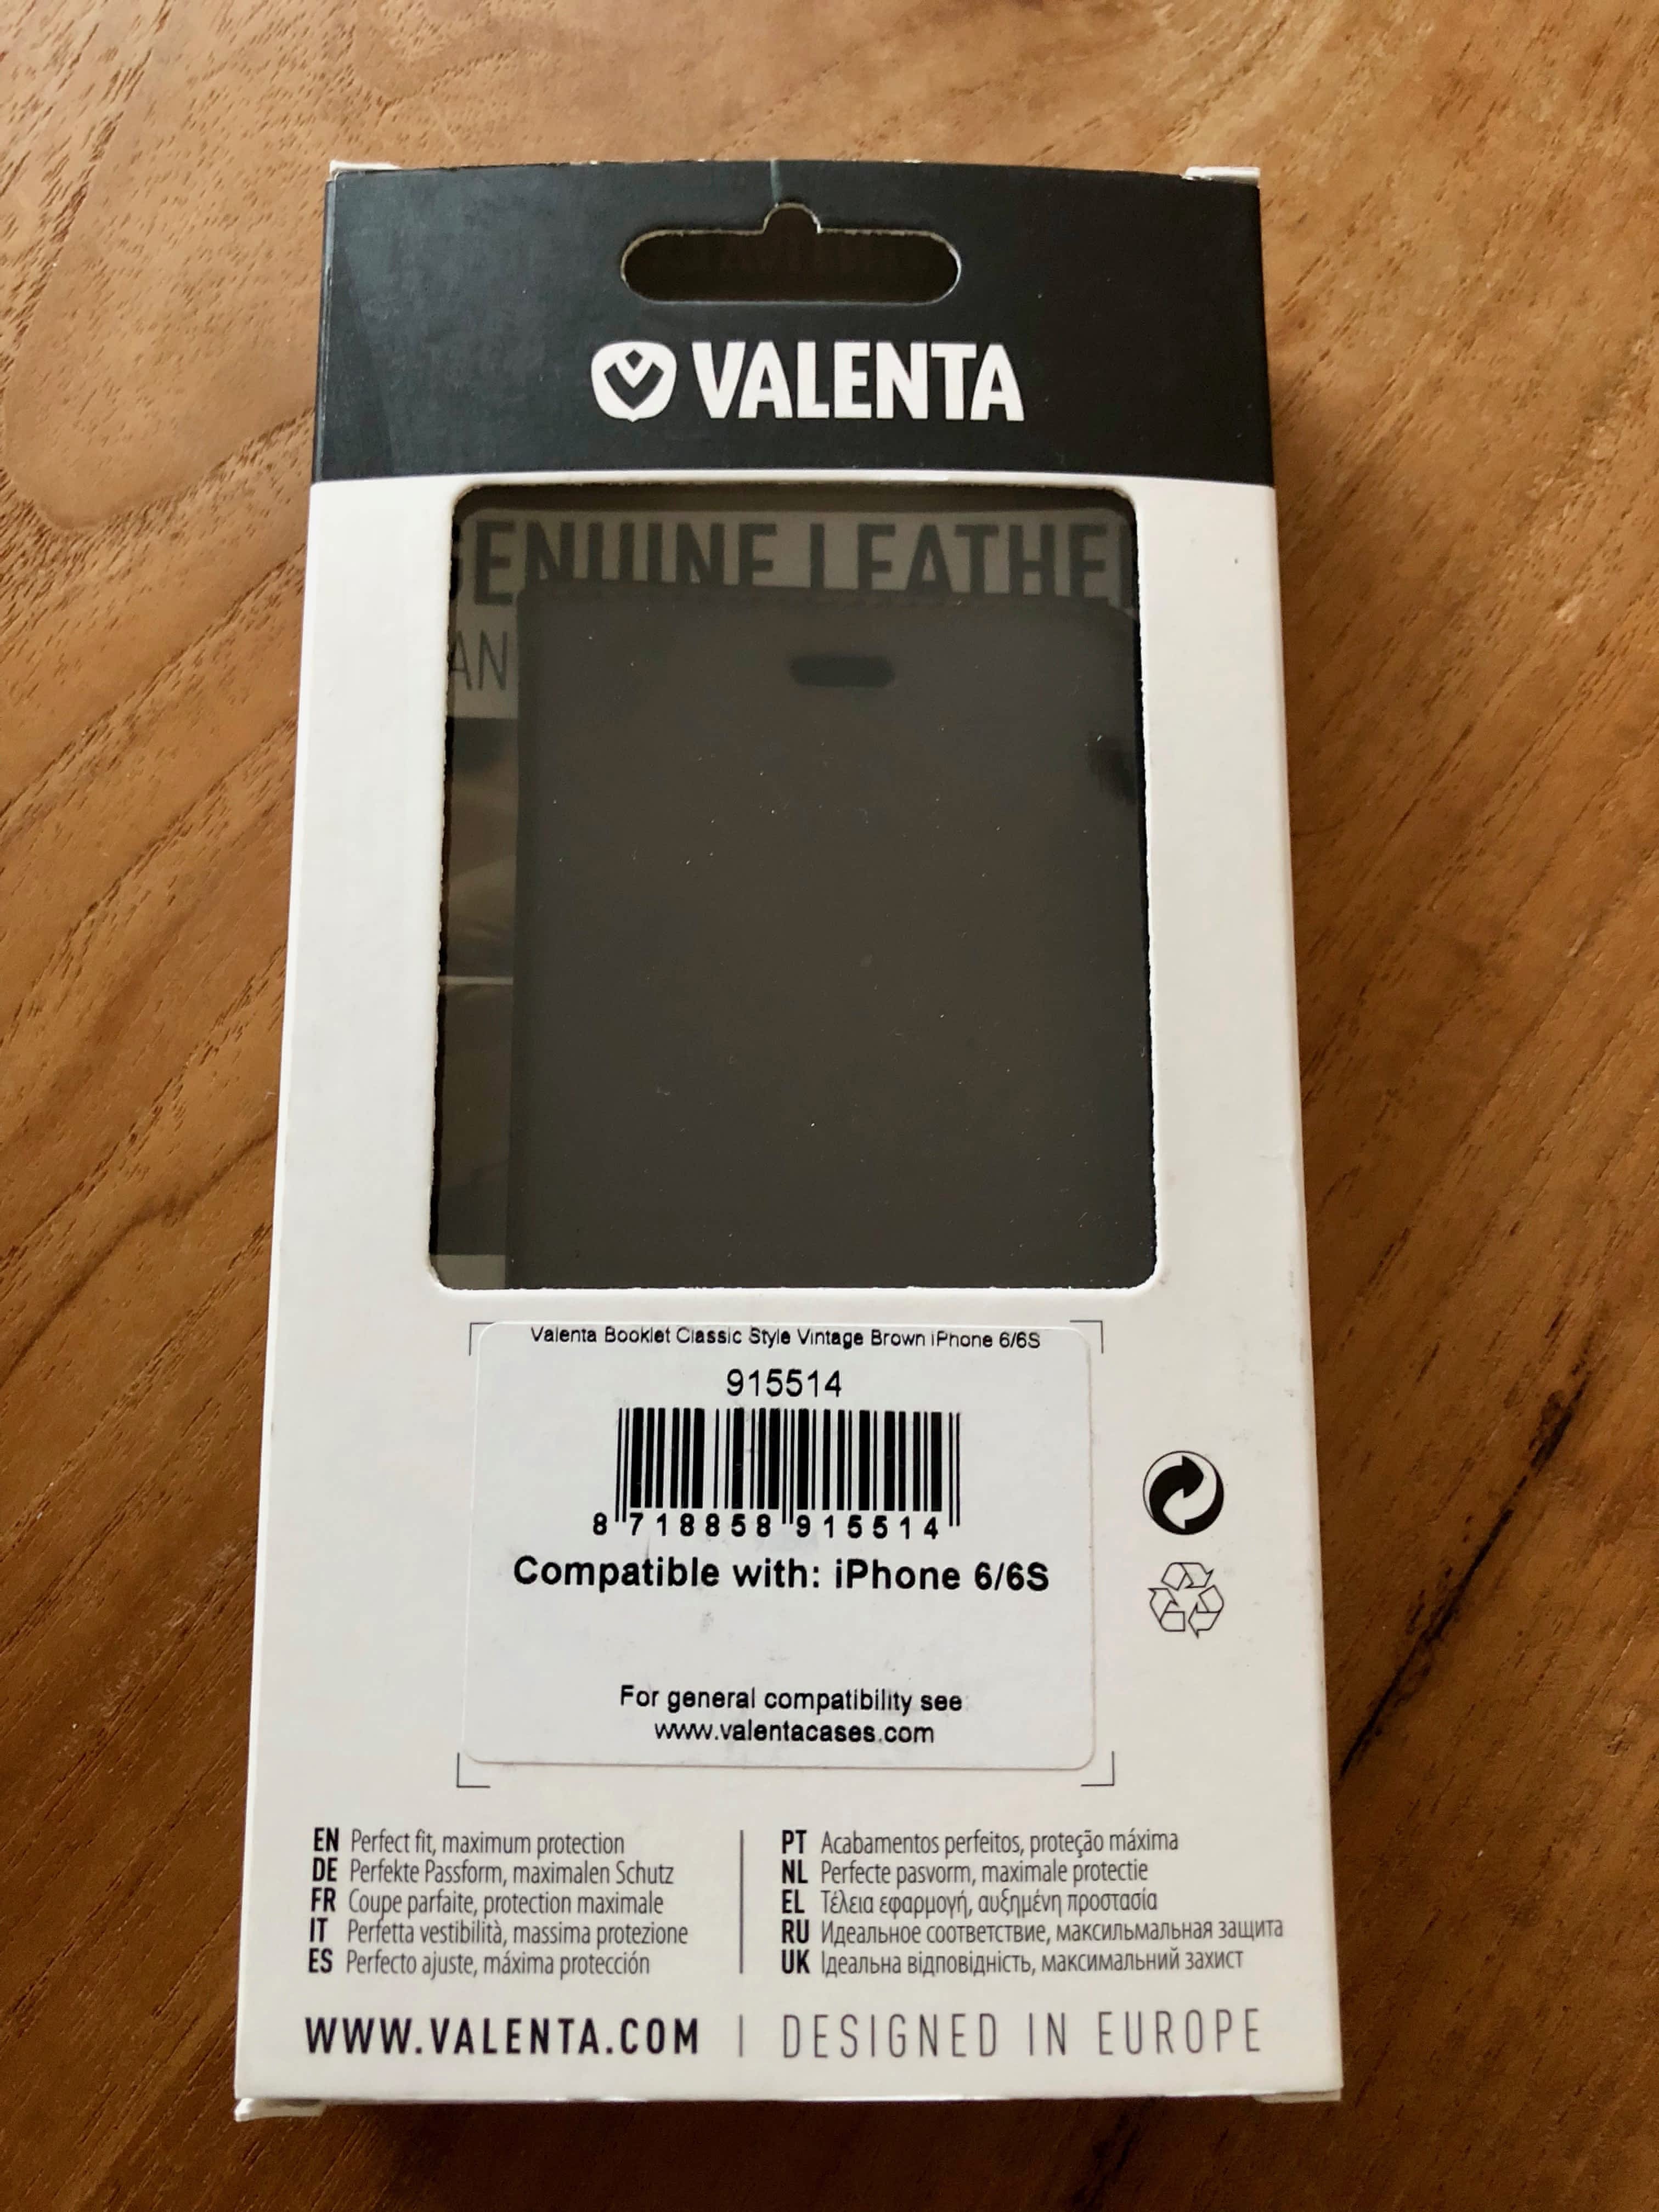 VALENTA
GENUINE LEATHER
AN
Valenta Booklet Classic Style Vintage Brown iPhone 6/6S
915514
8 718858 915514
Compatible with: iPhone 6/6S
For general compatibility see
www.valentacases.com
EN Perfect fit, maximum protection
DE Perfekte Passform, maximalen Schutz
FR Coupe parfaite, protection maximale
IT Perfetta vestibilità, massima protezione
ES Perfecto ajuste, máxima protección
PT Acabamentos perfeitos, proteção máxima
NL Perfecte pasvorm, maximale protectie
EL Τέλεια εφαρμογή, αυξημένη προστασία
RU Идеальное соответствие, максильмальная защита
UK Ідеальна відповідність, максимальний захист
WWW.VALENTA.COM | DESIGNED IN EUROPE